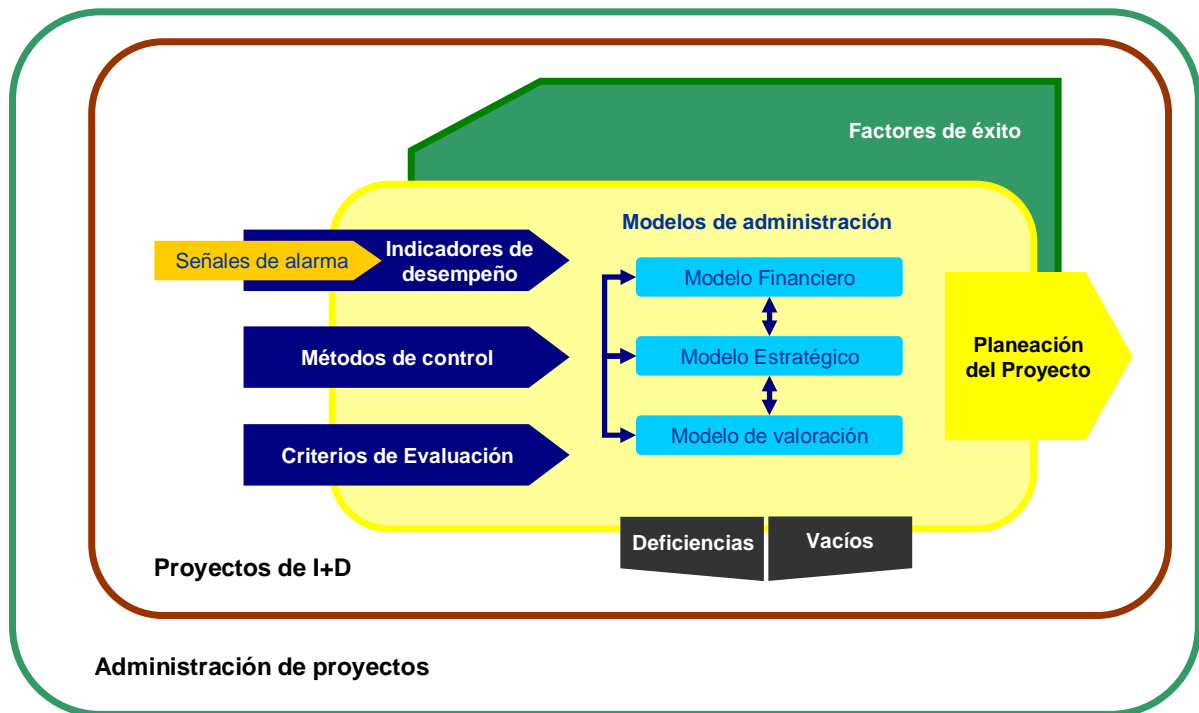 Factores de éxito
Modelos de administración
Señales de alarma
Indicadores de
desempeño
Modelo Financiero
Métodos de control
Modelo Estratégico
Planeación
del Proyecto
Criterios de Evaluación
Modelo de valoración
Deficiencias
Vacíos
Proyectos de I+D
Administración de proyectos